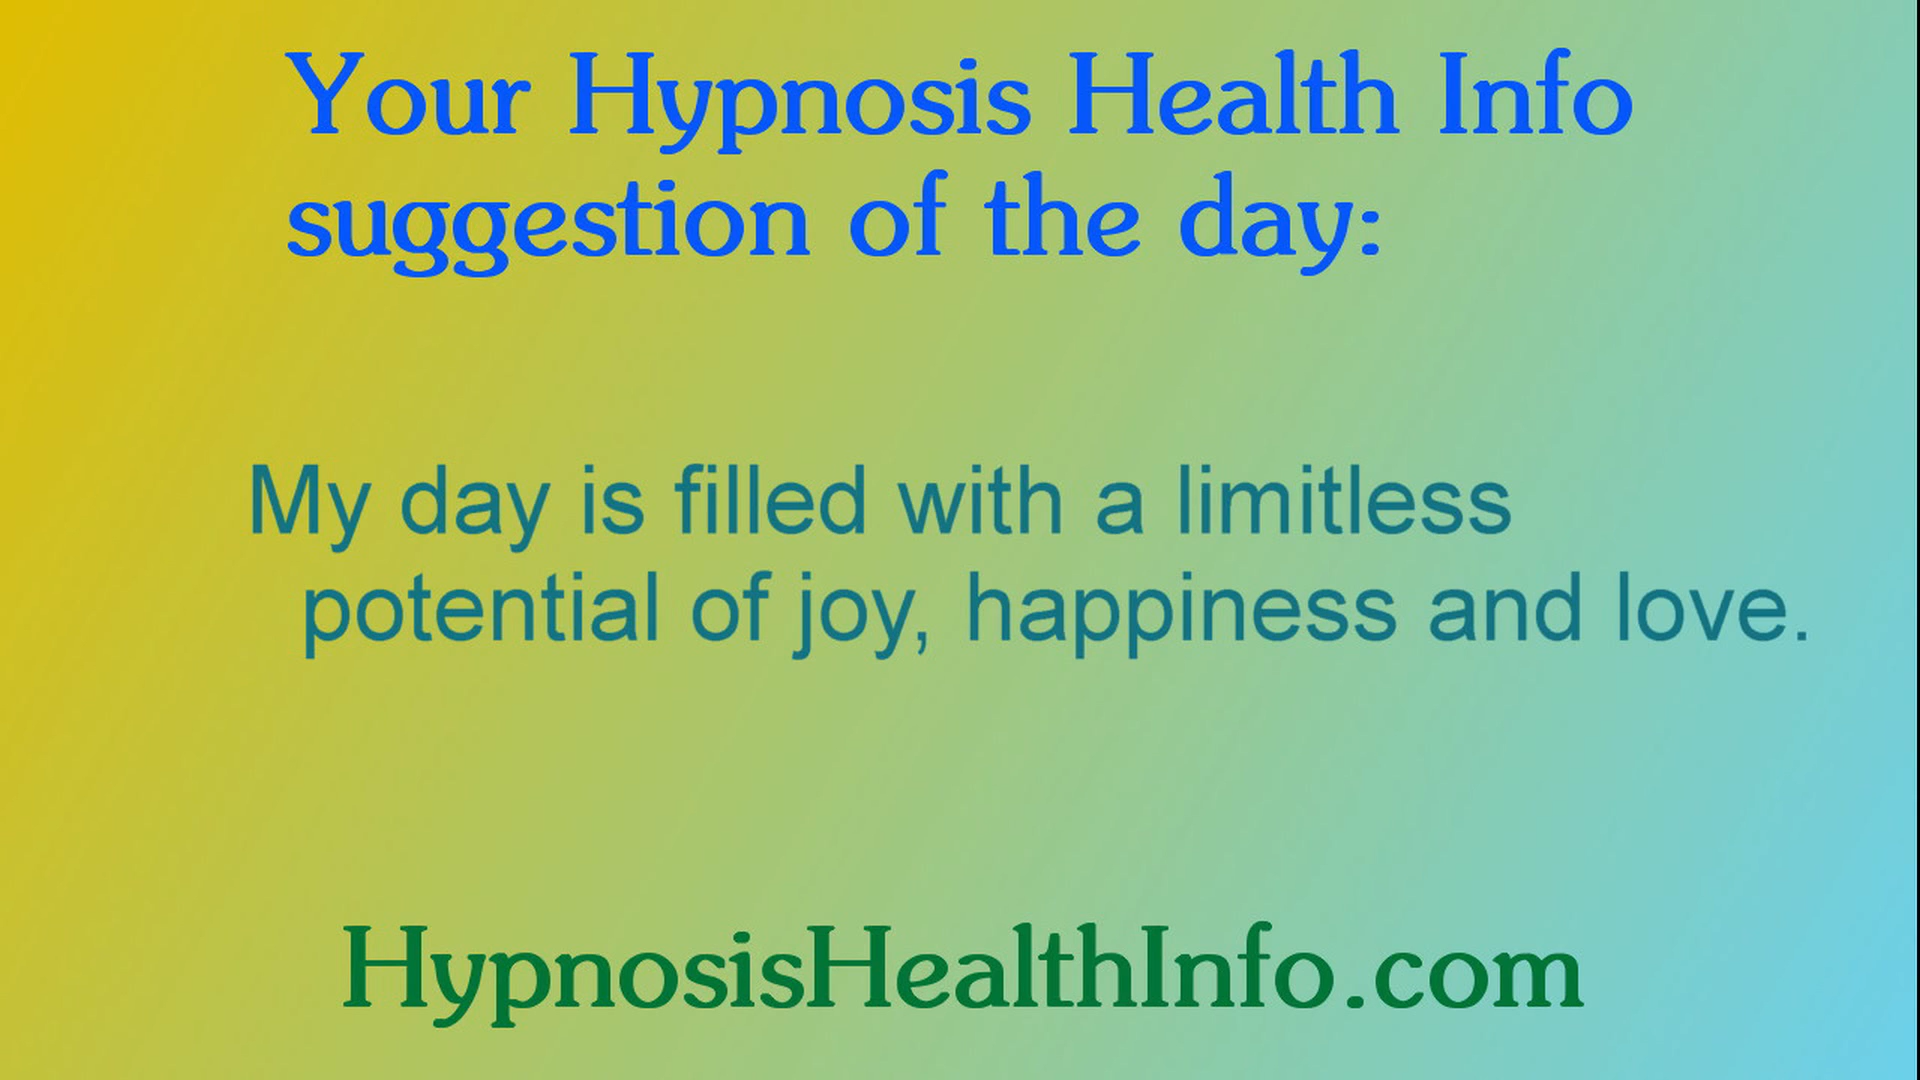 Your Hypnosis Health Info
suggestion of the day:
My day is filled with a limitless
potential of joy, happiness and love.
HypnosisHealthInfo.com